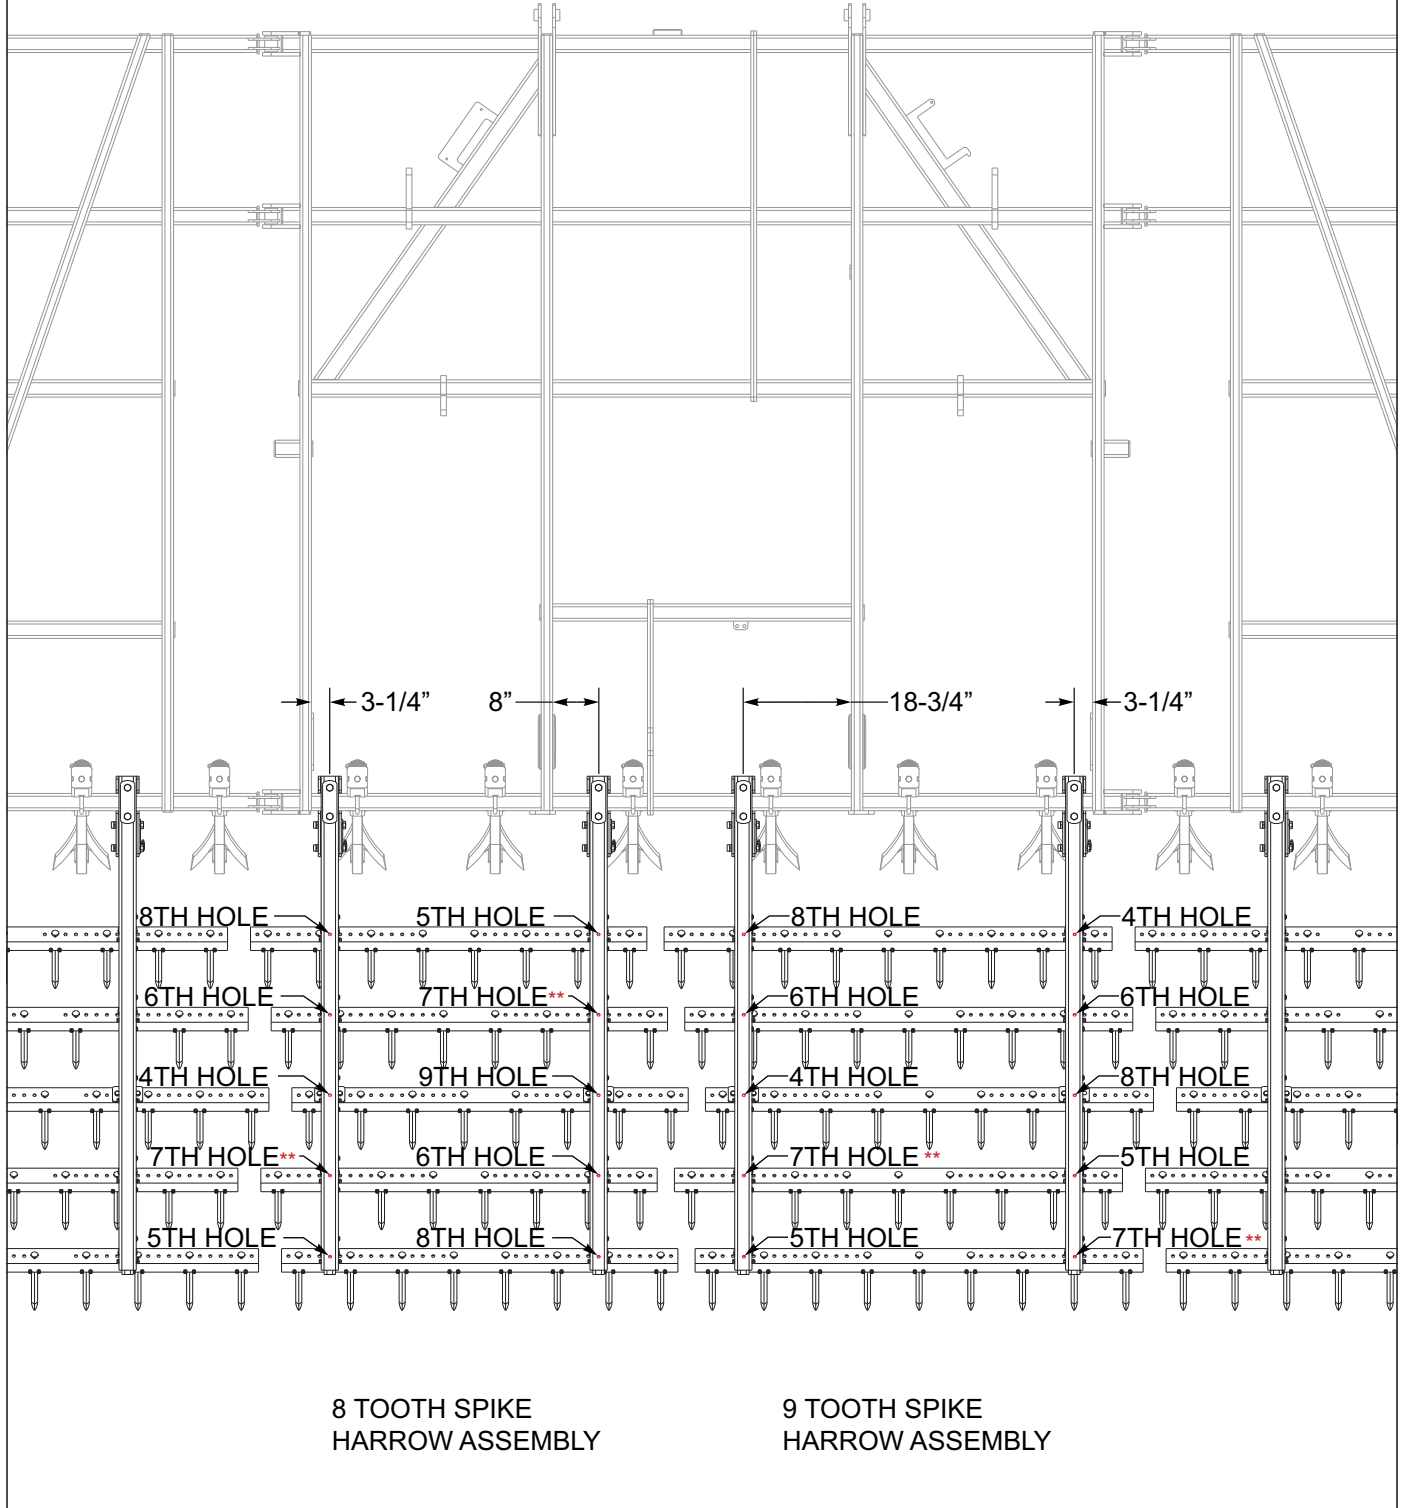 3-1/4” 8” 18-3/4” 3-1/4”
8TH HOLE 5TH HOLE 8TH HOLE 4TH HOLE
6TH HOLE 7TH HOLE** 6TH HOLE 6TH HOLE
4TH HOLE 9TH HOLE 4TH HOLE 8TH HOLE
7TH HOLE** 6TH HOLE 7TH HOLE ** 5TH HOLE
5TH HOLE 8TH HOLE 5TH HOLE 7TH HOLE **
8 TOOTH SPIKE
HARROW ASSEMBLY
9 TOOTH SPIKE
HARROW ASSEMBLY